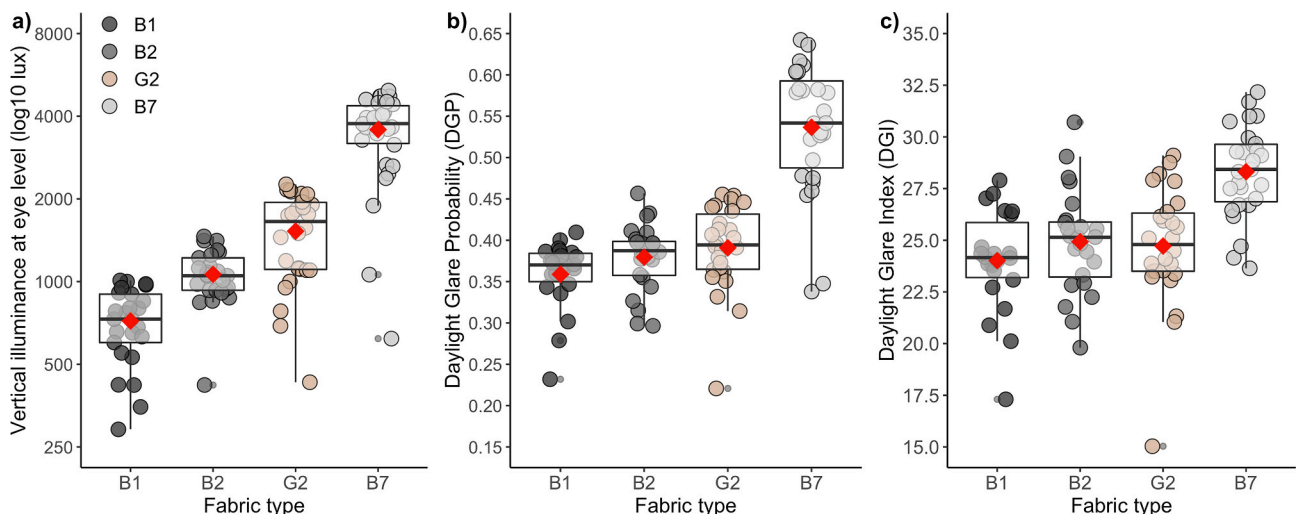 a)
Vertical illuminance at eye level (log10 lux)
8000
4000
2000
1000
500
250
B1
B2
G2
B7
B1 B2 G2 B7
Fabric type
b)
Daylight Glare Probability (DGP)
0.65
0.60
0.55
0.50
0.45
0.40
0.35
0.30
0.25
0.20
0.15
B1 B2 G2 B7
Fabric type
c)
Daylight Glare Index (DGI)
35.0
32.5
30.0
27.5
25.0
22.5
20.0
17.5
15.0
B1 B2 G2 B7
Fabric type